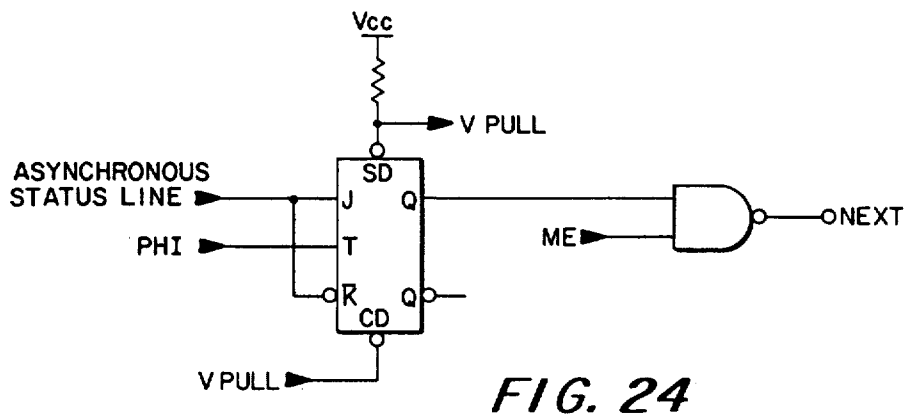 Vcc
V PULL
SD
ASYNCHRONOUS
STATUS LINE
J
Q
PHI
T
ME
NEXT
K̅
Q
CD
V PULL
FIG. 24